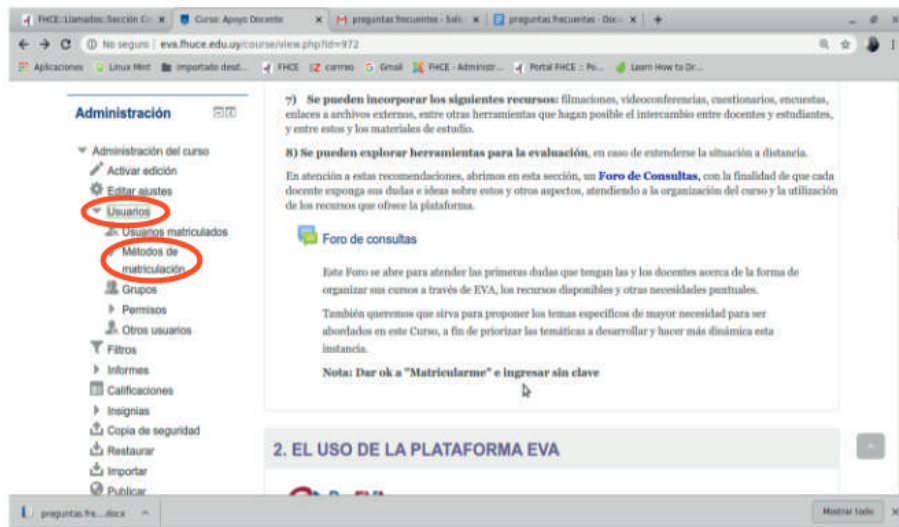 FHCE::Llamados::Sección
Curso: Apoyo Docente
preguntas frecuentes - Soli
preguntas frecuentes - Doc
No seguro | eva.fhuce.edu.uy/course/view.php?id=972
Aplicaciones
Linux Mint
Importado desd...
FHCE
correo
Gmail
FHCE - Administr...
Portal FHCE :: Po...
Learn How to Dr...
Administración
Administración del curso
Activar edición
Editar ajustes
Usuarios
Usuarios matriculados
Métodos de
matriculación
Grupos
Permisos
Otros usuarios
Filtros
Informes
Calificaciones
Insignias
Copia de seguridad
Restaurar
Importar
Publicar
7) Se pueden incorporar los siguientes recursos: filmaciones, videoconferencias, cuestionarios, encuestas,
enlaces a archivos externos, entre otras herramientas que hagan posible el intercambio entre docentes y estudiantes,
y entre estos y los materiales de estudio.
8) Se pueden explorar herramientas para la evaluación, en caso de extenderse la situación a distancia.
En atención a estas recomendaciones, abrimos en esta sección, un Foro de Consultas, con la finalidad de que cada
docente exponga sus dudas e ideas sobre estos y otros aspectos, atendiendo a la organización del curso y la utilización
de los recursos que ofrece la plataforma.
Foro de consultas
Este Foro se abre para atender las primeras dudas que tengan las y los docentes acerca de la forma de
organizar sus cursos a través de EVA, los recursos disponibles y otras necesidades puntuales.
También queremos que sirva para proponer los temas específicos de mayor necesidad para ser
abordados en este Curso, a fin de priorizar las temáticas a desarrollar y hacer más dinámica esta
instancia.
Nota: Dar ok a "Matricularme" e ingresar sin clave
2. EL USO DE LA PLATAFORMA EVA
preguntas fre....docx
Mostrar todo